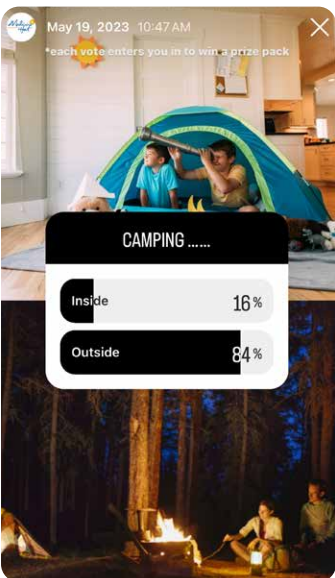 May 19, 2023 10:47 AM
*each vote enters you in to win a prize pack
CAMPING ......
Inside 16%
Outside 84%